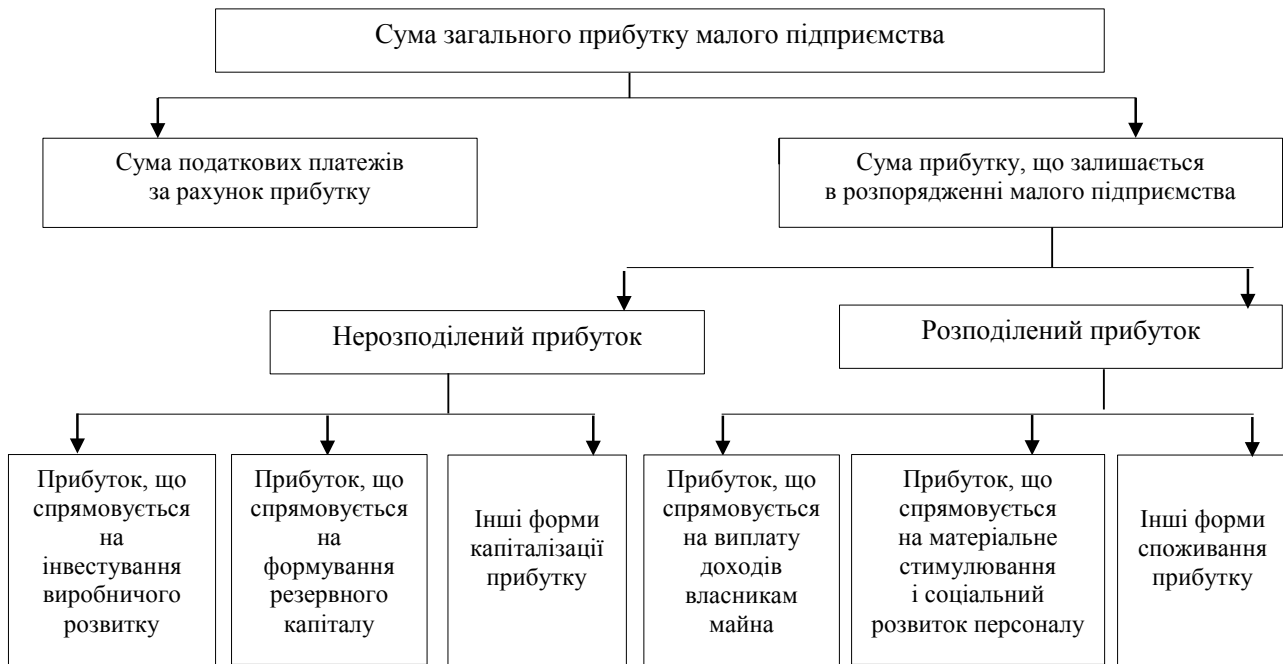 Сума загального прибутку малого підприємства
Сума податкових платежів
за рахунок прибутку
Сума прибутку, що залишається
в розпорядженні малого підприємства
Нерозподілений прибуток
Розподілений прибуток
Прибуток, що
спрямовується
на
інвестування
виробничого
розвитку
Прибуток, що
спрямовується
на
формування
резервного
капіталу
Інші форми
капіталізації
прибутку
Прибуток, що
спрямовується
на виплату
доходів
власникам
майна
Прибуток, що
спрямовується
на матеріальне
стимулювання
і соціальний
розвиток персоналу
Інші форми
споживання
прибутку